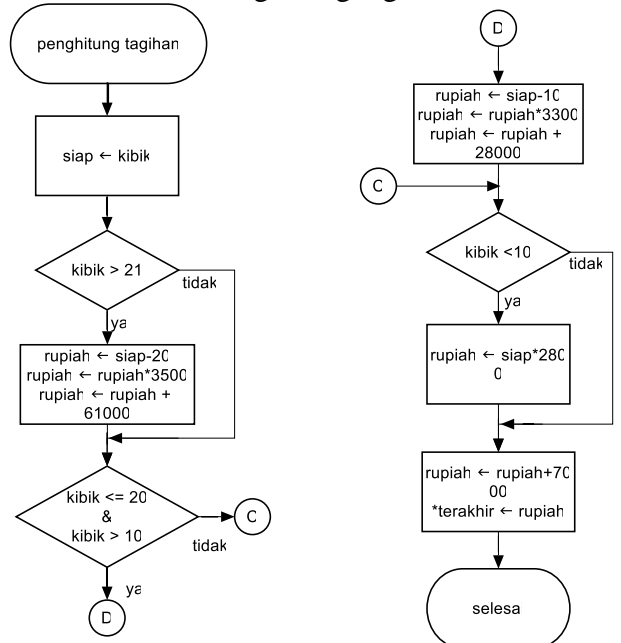 penghitung tagihan
siap ← kibik
kibik > 21
tidak
ya
rupiah ← siap-20
rupiah ← rupiah*3500
rupiah ← rupiah +
61000
kibik <= 20
&
kibik > 10
C
tidak
ya
D
D
rupiah ← siap-10
rupiah ← rupiah*3300
rupiah ← rupiah +
28000
C
kibik <10
tidak
ya
rupiah ← siap*280
0
rupiah ← rupiah+70
00
*terakhir ← rupiah
selesa